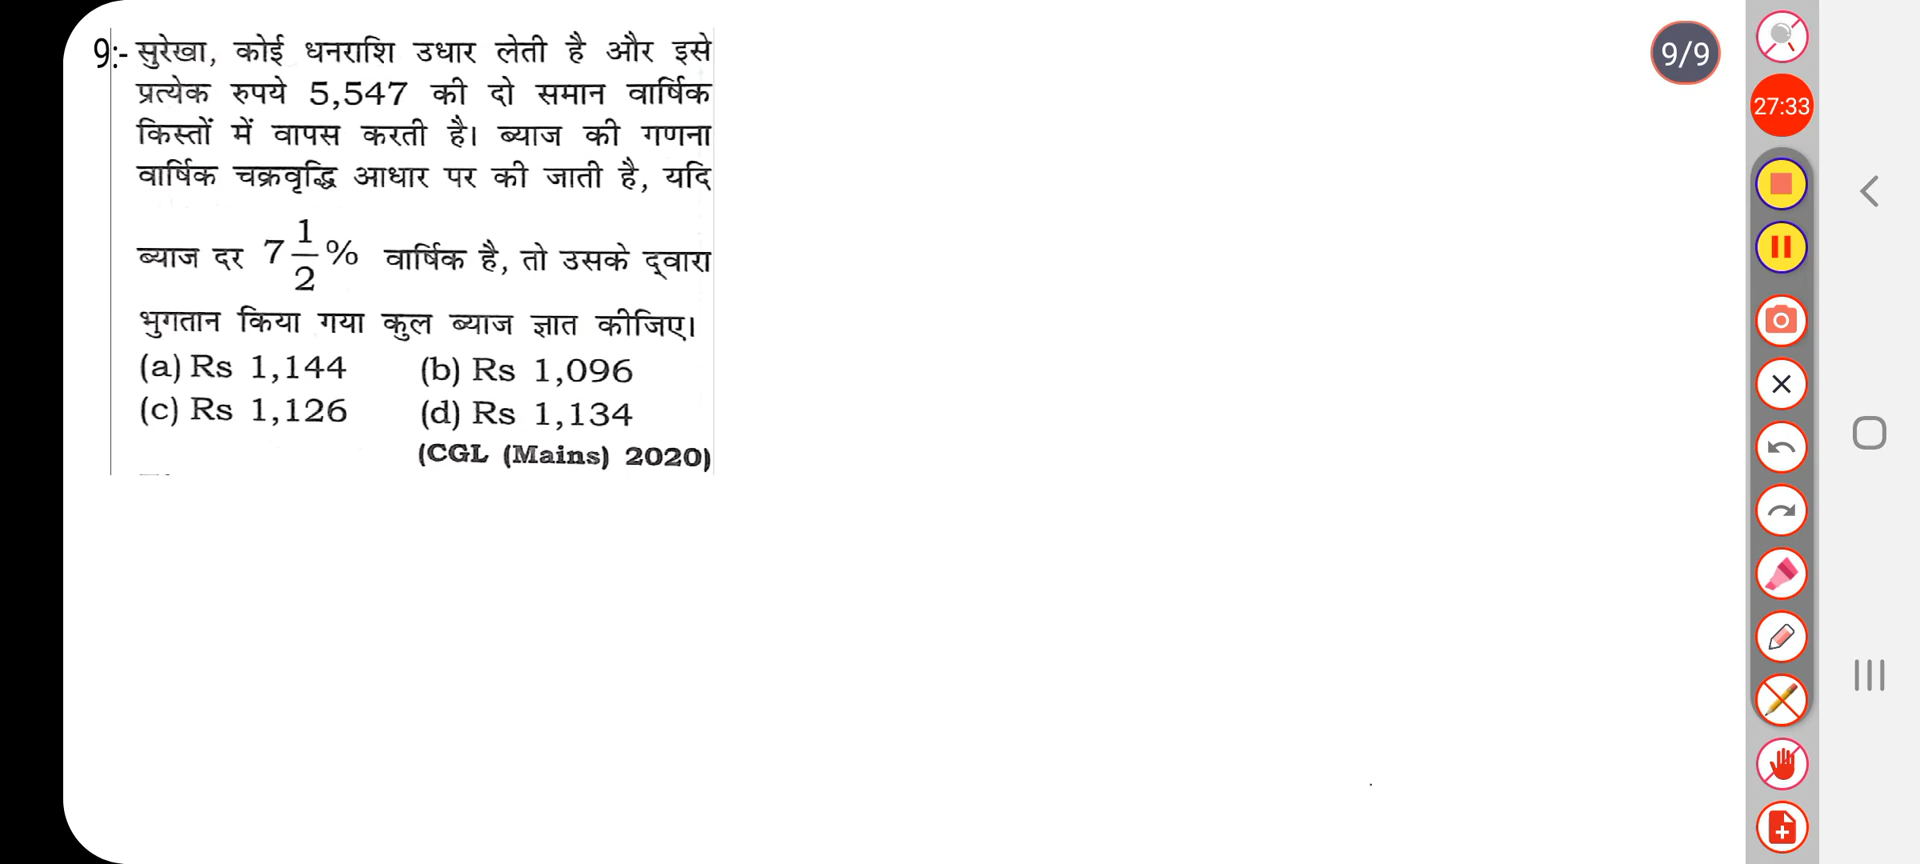 9:- सुरेखा, कोई धनराशि उधार लेती है और इसे
प्रत्येक रुपये 5,547 की दो समान वार्षिक
किस्तों में वापस करती है। ब्याज की गणना
वार्षिक चक्रवृद्धि आधार पर की जाती है, यदि
ब्याज दर 7 1/2 % वार्षिक है, तो उसके द्वारा
भुगतान किया गया कुल ब्याज ज्ञात कीजिए।
(a) Rs 1,144 (b) Rs 1,096
(c) Rs 1,126 (d) Rs 1,134
(CGL (Mains) 2020)
9/9
27:33